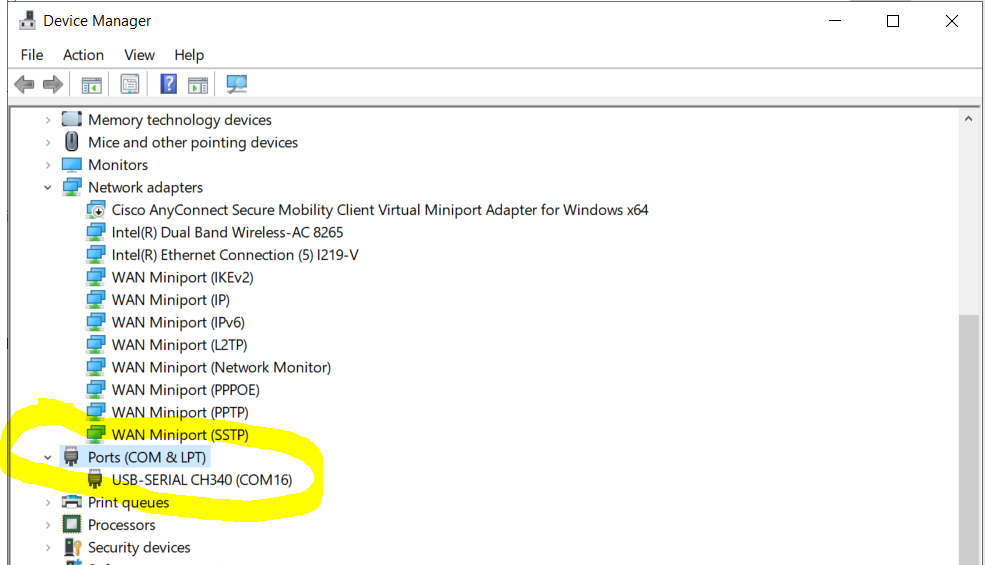 Device Manager
File Action View Help
Memory technology devices
Mice and other pointing devices
Monitors
Network adapters
Cisco AnyConnect Secure Mobility Client Virtual Miniport Adapter for Windows x64
Intel(R) Dual Band Wireless-AC 8265
Intel(R) Ethernet Connection (5) I219-V
WAN Miniport (IKEv2)
WAN Miniport (IP)
WAN Miniport (IPv6)
WAN Miniport (L2TP)
WAN Miniport (Network Monitor)
WAN Miniport (PPPOE)
WAN Miniport (PPTP)
WAN Miniport (SSTP)
Ports (COM & LPT)
USB-SERIAL CH340 (COM16)
Print queues
Processors
Security devices